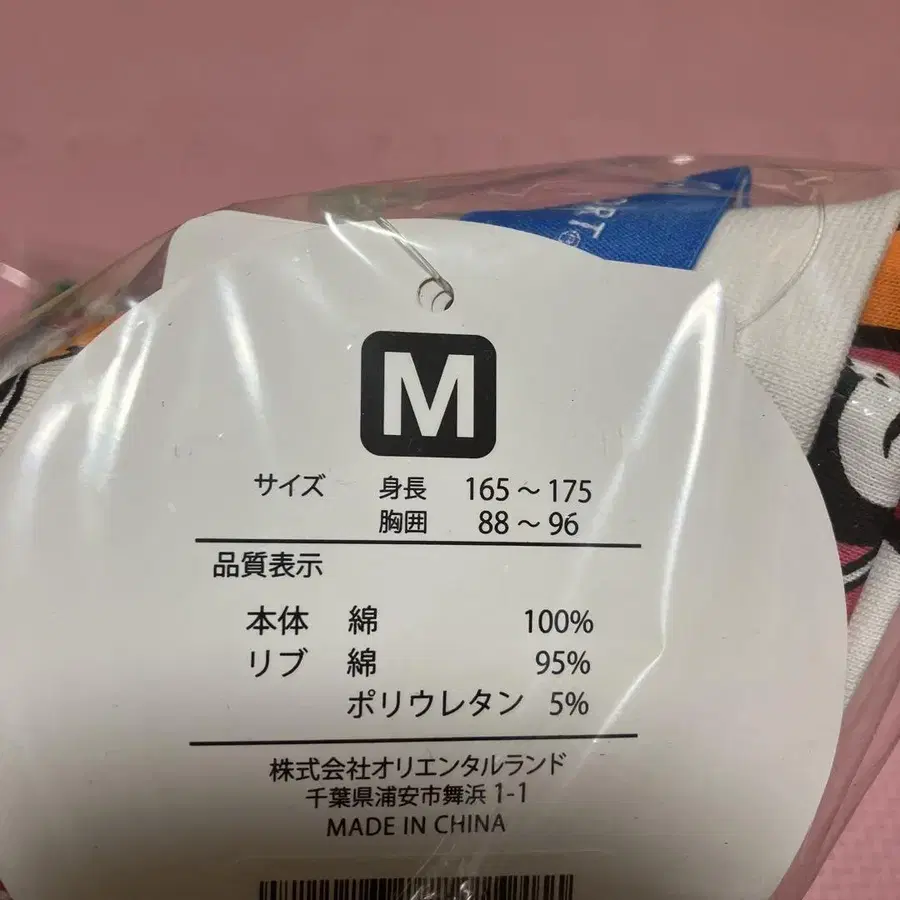 ORT®
M
サイズ 身長 165～175
胸囲 88～96
品質表示
本体 綿 100%
リブ 綿 95%
ポリウレタン 5%
株式会社オリエンタルランド
千葉県浦安市舞浜 1-1
MADE IN CHINA